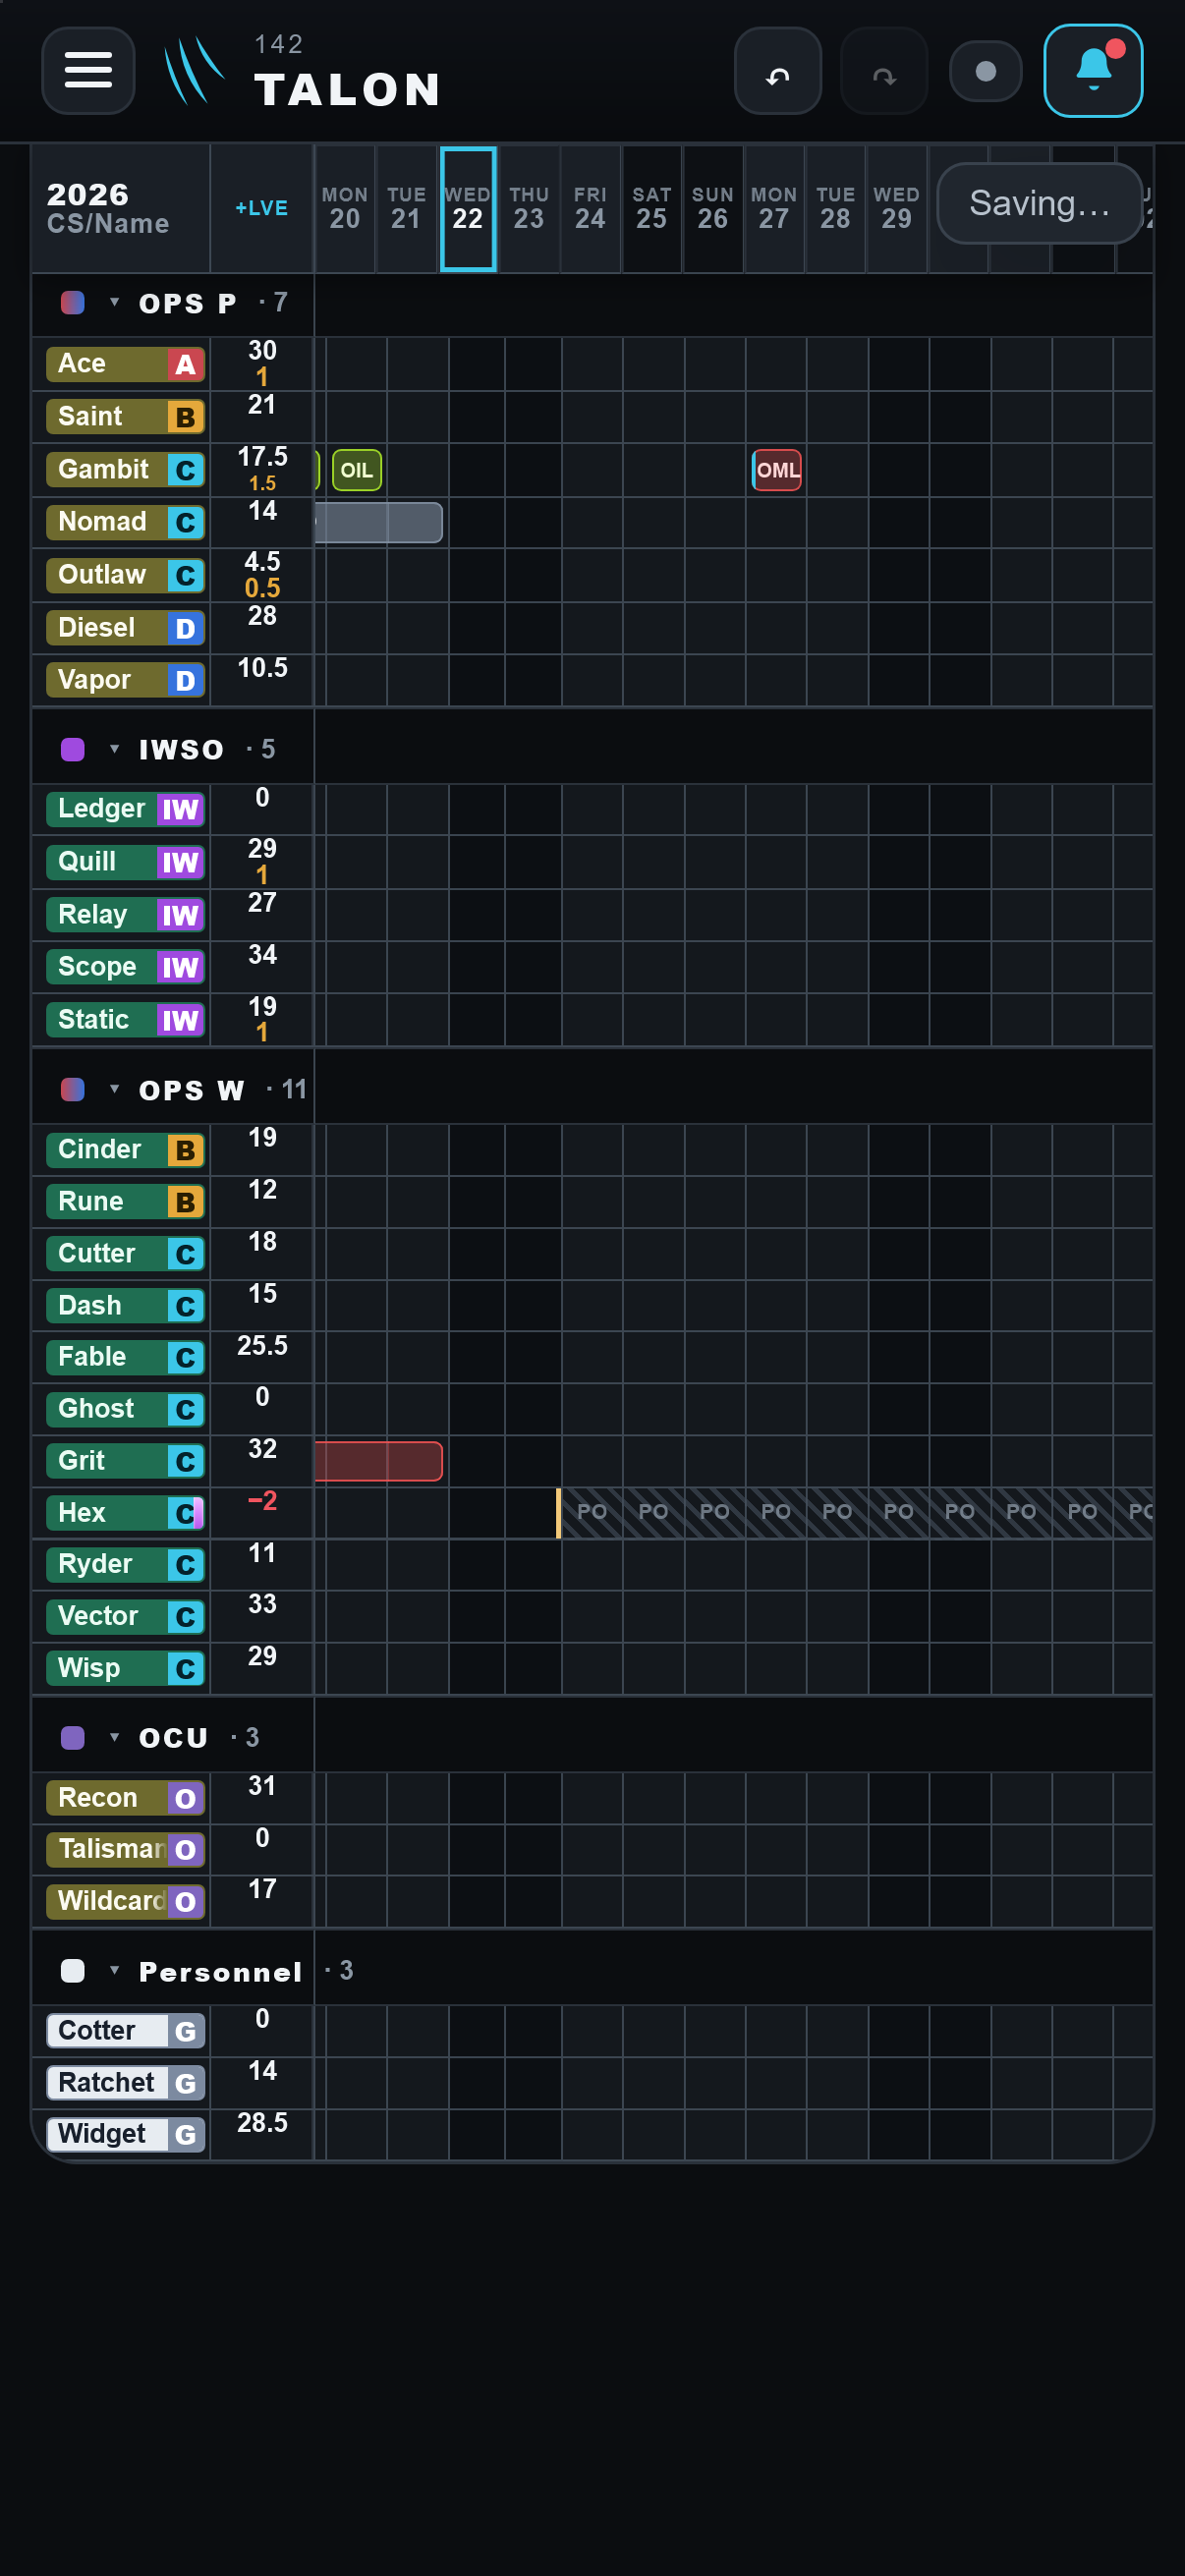 142
TALON
2026
CS/Name
+LVE
MON 20
TUE 21
WED 22
THU 23
FRI 24
SAT 25
SUN 26
MON 27
TUE 28
WED 29
Saving…
OPS P · 7
Ace A 30 1
Saint B 21
Gambit C 17.5 1.5 OIL OML
Nomad C 14
Outlaw C 4.5 0.5
Diesel D 28
Vapor D 10.5
IWSO · 5
Ledger IW 0
Quill IW 29 1
Relay IW 27
Scope IW 34
Static IW 19 1
OPS W · 11
Cinder B 19
Rune B 12
Cutter C 18
Dash C 15
Fable C 25.5
Ghost C 0
Grit C 32
Hex C −2 PO PO PO PO PO PO PO PO PO PO
Ryder C 11
Vector C 33
Wisp C 29
OCU · 3
Recon O 31
Talisman O 0
Wildcard O 17
Personnel · 3
Cotter G 0
Ratchet G 14
Widget G 28.5